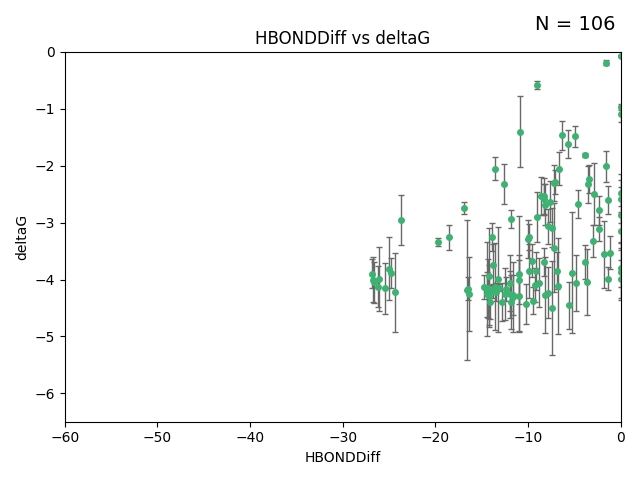 N = 106
HBONDDiff vs deltaG
deltaG
0
−1
−2
−3
−4
−5
−6
−60 −50 −40 −30 −20 −10 0
HBONDDiff